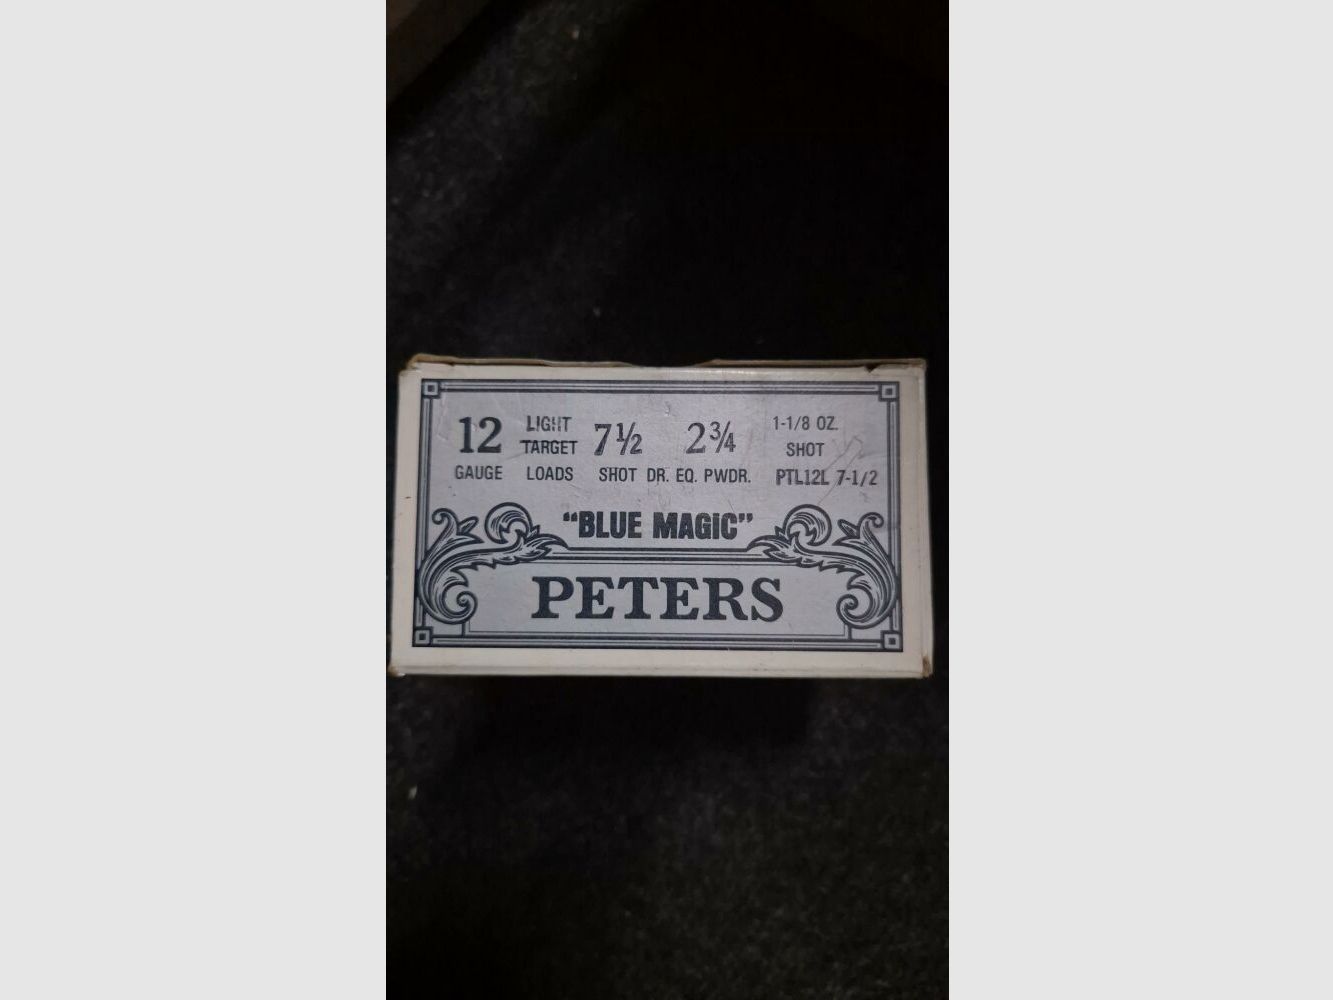 12 LIGHT 7½ 2¾ 1-1/8 OZ.
TARGET SHOT
GAUGE LOADS SHOT DR. EQ. PWDR. PTL12L 7-1/2
"BLUE MAGIC"
PETERS